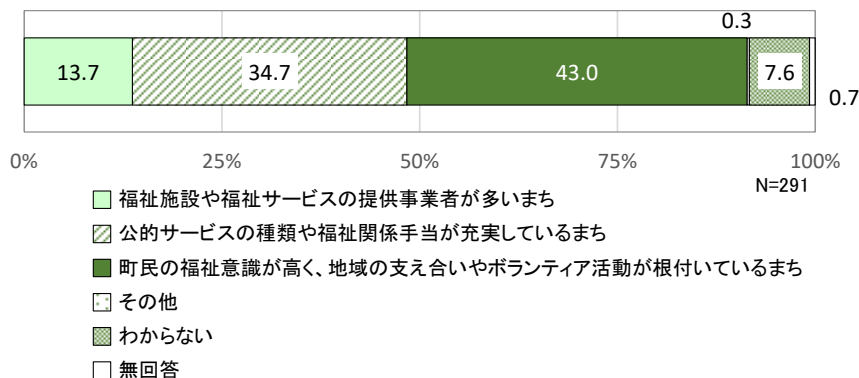 0.3
13.7 34.7 43.0 7.6
0.7
0% 25% 50% 75% 100%
N=291
福祉施設や福祉サービスの提供事業者が多いまち
公的サービスの種類や福祉関係手当が充実しているまち
町民の福祉意識が高く、地域の支え合いやボランティア活動が根付いているまち
その他
わからない
無回答